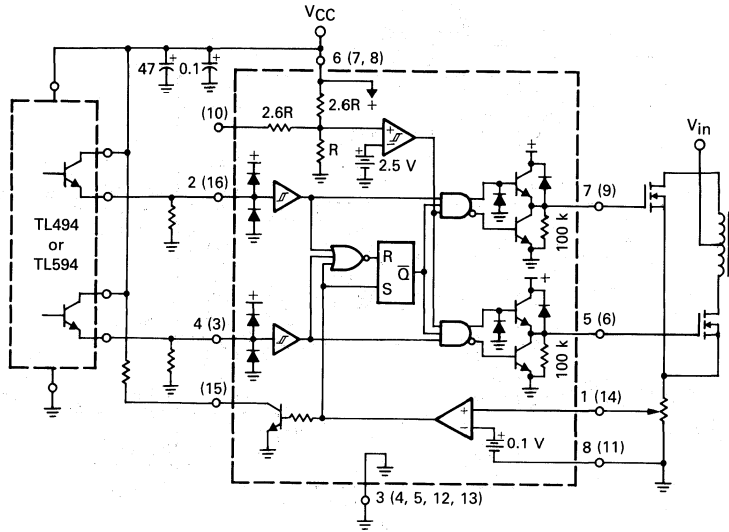 VCC
47
0.1
6 (7, 8)
(10)
2.6R
2.6R
R
2.5 V
Vin
2 (16)
TL494
or
TL594
R
Q
S
7 (9)
100 k
4 (3)
5 (6)
100 k
(15)
1 (14)
0.1 V
8 (11)
3 (4, 5, 12, 13)